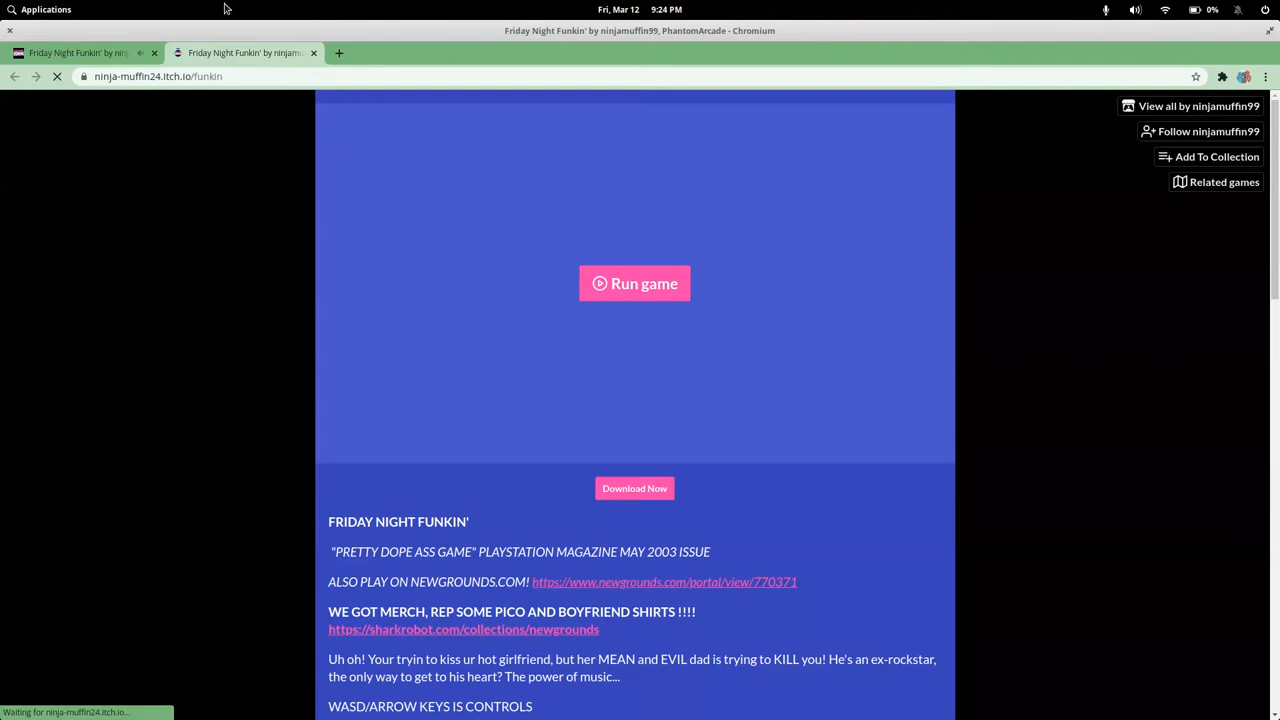 Applications
Fri, Mar 12 9:24 PM
0%
Friday Night Funkin' by ninjamuffin99, PhantomArcade - Chromium
Friday Night Funkin' by ninj
Friday Night Funkin' by ninjamu
ninja-muffin24.itch.io/funkin
View all by ninjamuffin99
Follow ninjamuffin99
Add To Collection
Related games
Run game
Download Now
FRIDAY NIGHT FUNKIN'
"PRETTY DOPE ASS GAME" PLAYSTATION MAGAZINE MAY 2003 ISSUE
ALSO PLAY ON NEWGROUNDS.COM! https://www.newgrounds.com/portal/view/770371
WE GOT MERCH, REP SOME PICO AND BOYFRIEND SHIRTS !!!!
https://sharkrobot.com/collections/newgrounds
Uh oh! Your tryin to kiss ur hot girlfriend, but her MEAN and EVIL dad is trying to KILL you! He's an ex-rockstar,
the only way to get to his heart? The power of music...
WASD/ARROW KEYS IS CONTROLS
Waiting for ninja-muffin24.itch.io...